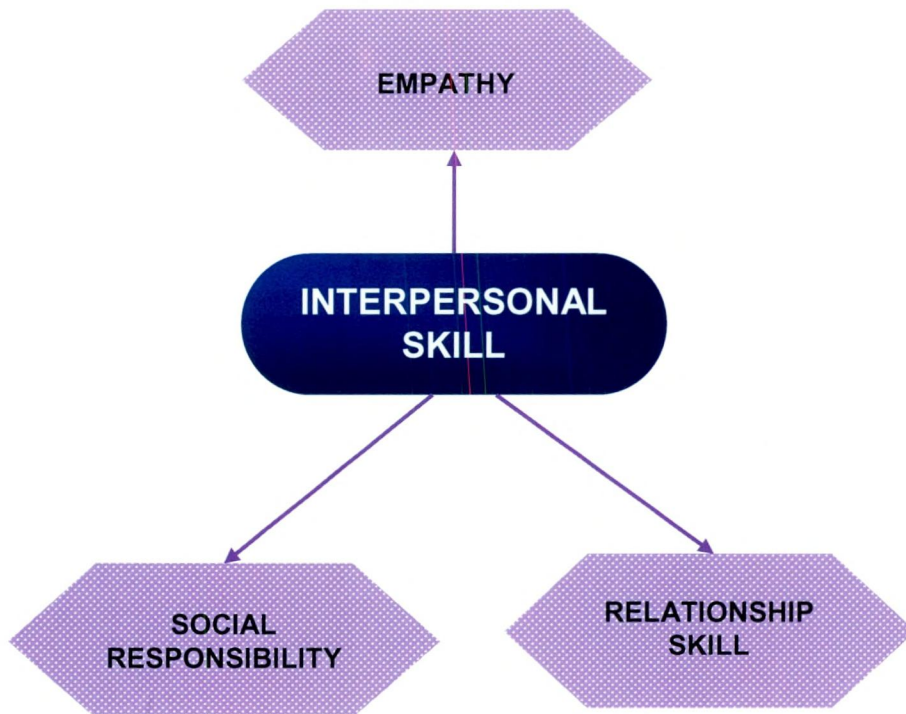 EMPATHY
INTERPERSONAL
SKILL
SOCIAL
RESPONSIBILITY
RELATIONSHIP
SKILL